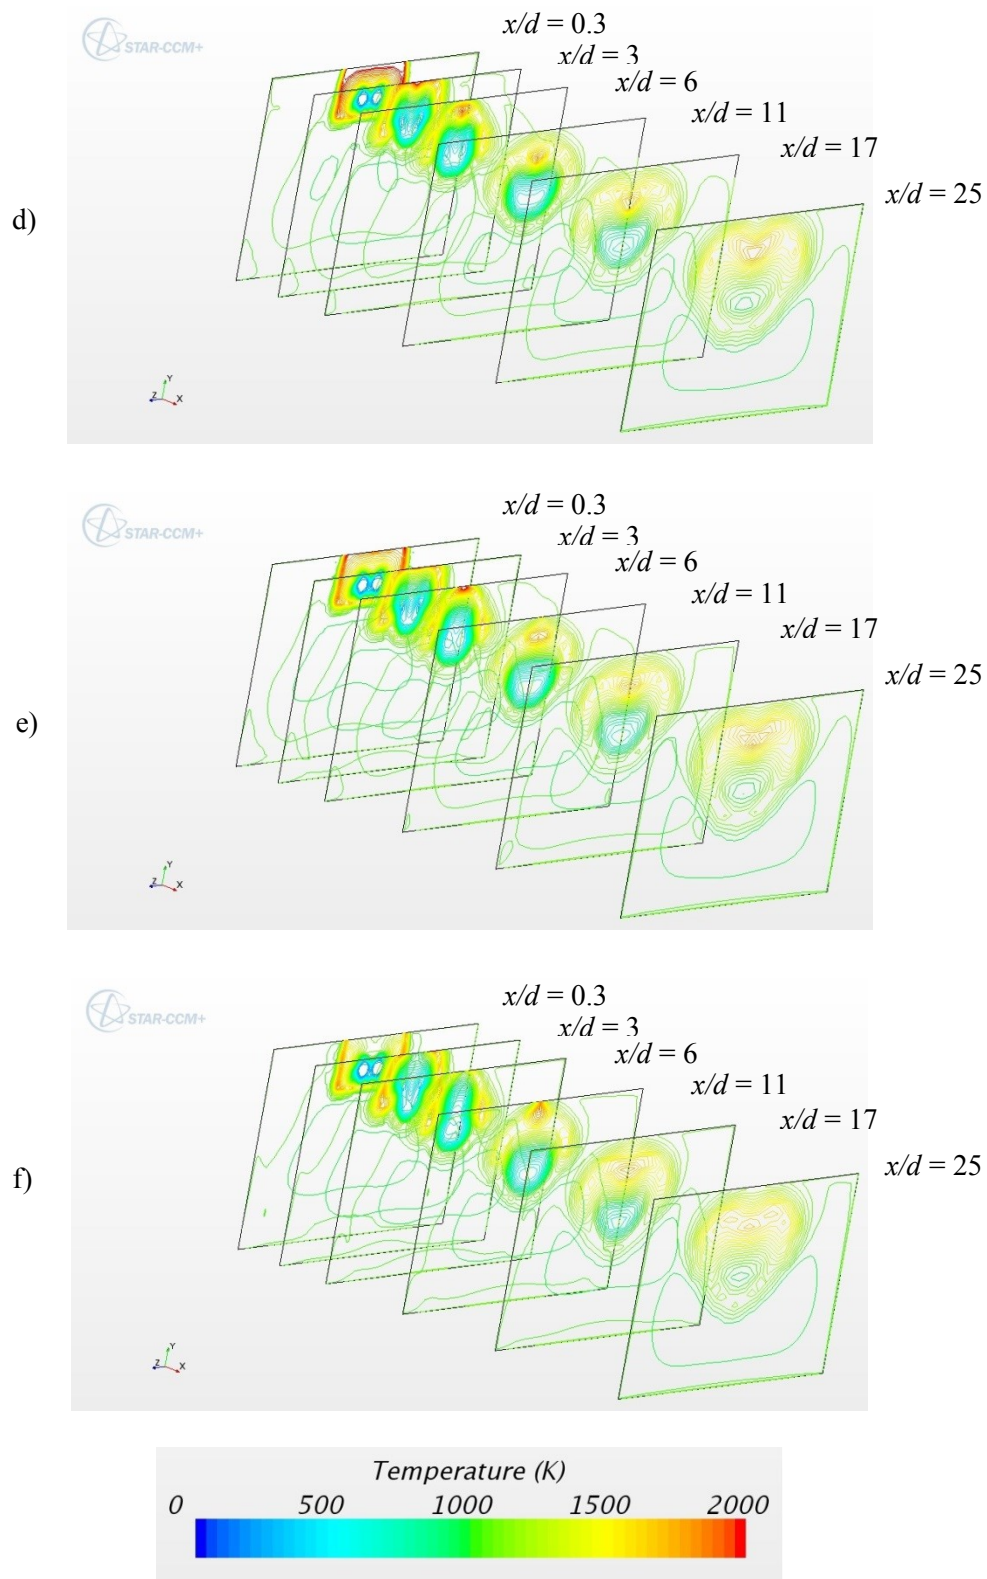 STAR-CCM+
x/d = 0.3
x/d = 3
x/d = 6
x/d = 11
x/d = 17
x/d = 25
d)
Y
Z X
STAR-CCM+
x/d = 0.3
x/d = 3
x/d = 6
x/d = 11
x/d = 17
x/d = 25
e)
Y
Z X
STAR-CCM+
x/d = 0.3
x/d = 3
x/d = 6
x/d = 11
x/d = 17
x/d = 25
f)
Y
Z X
Temperature (K)
0 500 1000 1500 2000